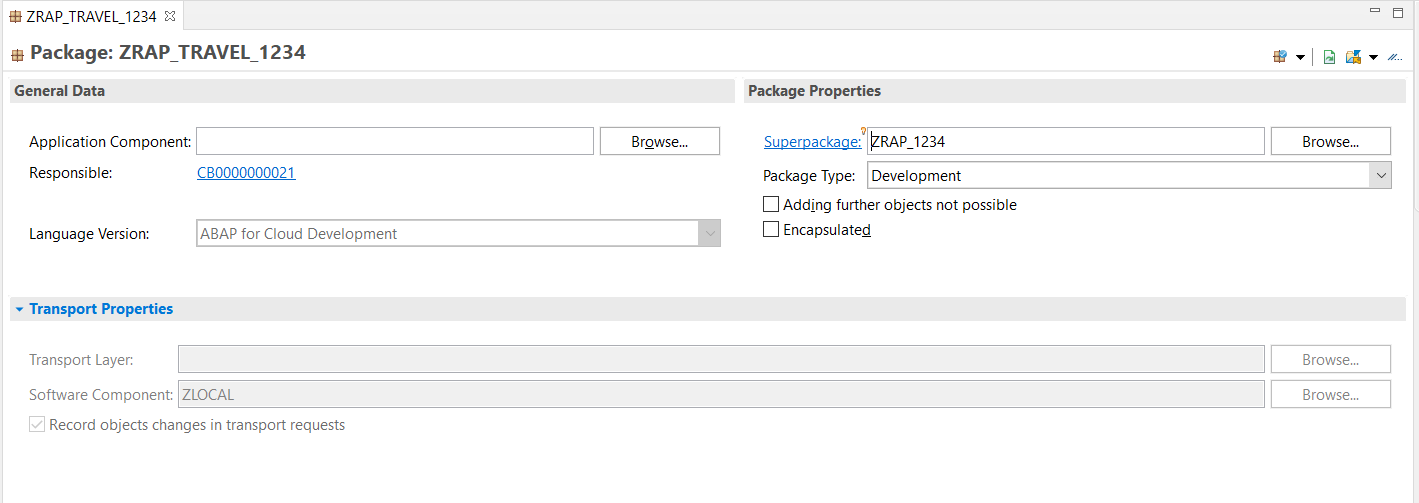 ZRAP_TRAVEL_1234
Package: ZRAP_TRAVEL_1234
General Data
Application Component: Browse...
Responsible: CB0000000021
Language Version: ABAP for Cloud Development
Package Properties
Superpackage: ZRAP_1234 Browse...
Package Type: Development
Adding further objects not possible
Encapsulated
Transport Properties
Transport Layer: Browse...
Software Component: ZLOCAL Browse...
Record objects changes in transport requests